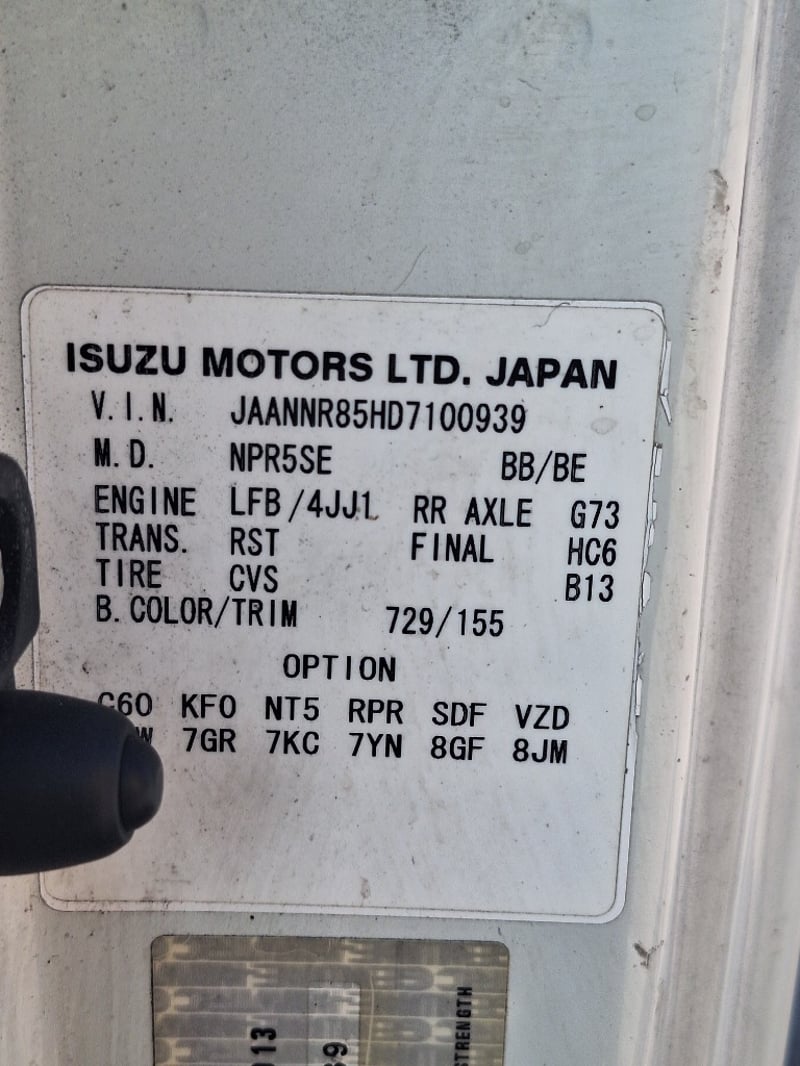 ISUZU MOTORS LTD. JAPAN
V.I.N. JAANNR85HD7100939
M.D. NPR5SE BB/BE
ENGINE LFB/4JJ1 RR AXLE G73
TRANS. RST FINAL HC6
TIRE CVS B13
B.COLOR/TRIM 729/155
OPTION
C60 KF0 NT5 RPR SDF VZD
7GR 7KC 7YN 8GF 8JM